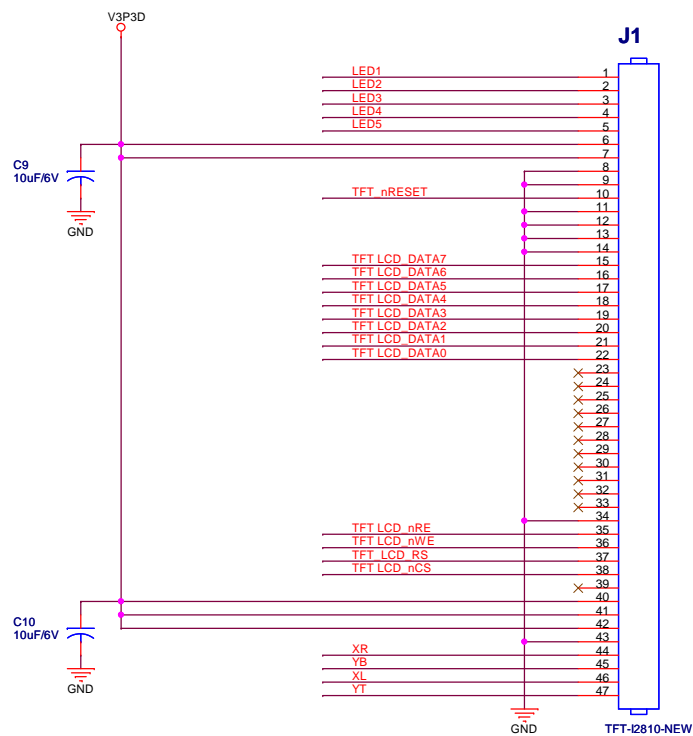 V3P3D
J1
LED1 1
LED2 2
LED3 3
LED4 4
LED5 5
6
7
8
9
TFT_nRESET 10
11
12
13
14
TFT LCD_DATA7 15
TFT LCD_DATA6 16
TFT LCD_DATA5 17
TFT LCD_DATA4 18
TFT LCD_DATA3 19
TFT LCD_DATA2 20
TFT LCD_DATA1 21
TFT LCD_DATA0 22
23
24
25
26
27
28
29
30
31
32
33
34
TFT LCD_nRE 35
TFT LCD_nWE 36
TFT_LCD_RS 37
TFT LCD_nCS 38
39
40
41
42
43
XR 44
YB 45
XL 46
YT 47
C9
10uF/6V
GND
C10
10uF/6V
GND
GND
TFT-I2810-NEW